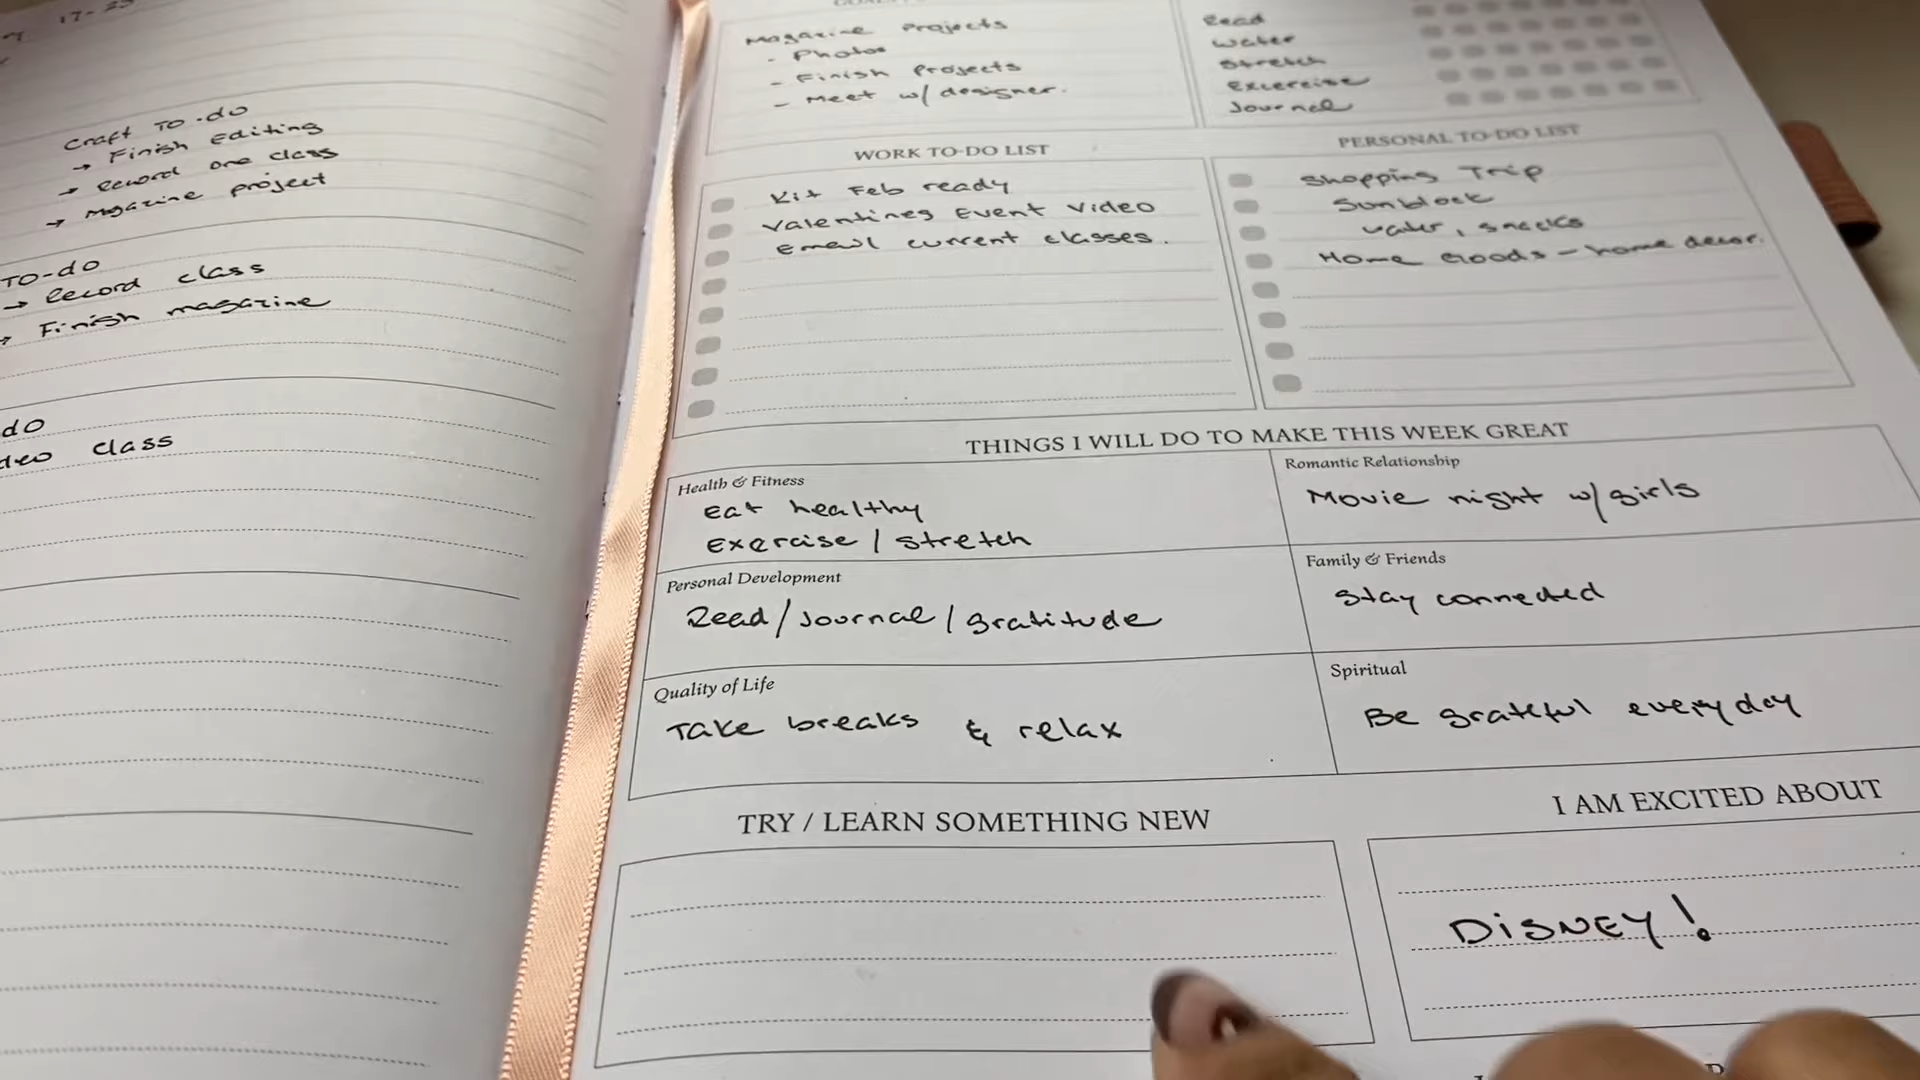 17-23
Craft To-do
→ Finish Editing
→ Record one class
→ Magazine project
To-do
→ Record class
→ Finish magazine
do
class
Magazine Projects
- Photos
- Finish Projects
- Meet w/ designer.
Read
Water
Stretch
Excercise
Journal
WORK TO-DO LIST
Kit Feb ready
Valentines Event Video
Email current classes.
PERSONAL TO-DO LIST
Shopping Trip
Sunblock
water, snacks
Home Goods - home decor.
THINGS I WILL DO TO MAKE THIS WEEK GREAT
Health & Fitness
Eat healthy
Exercise / stretch
Romantic Relationship
Movie night w/ girls
Personal Development
Read / Journal / gratitude
Family & Friends
Stay connected
Quality of Life
Take breaks & relax
Spiritual
Be grateful everyday
TRY / LEARN SOMETHING NEW
I AM EXCITED ABOUT
DISNEY!